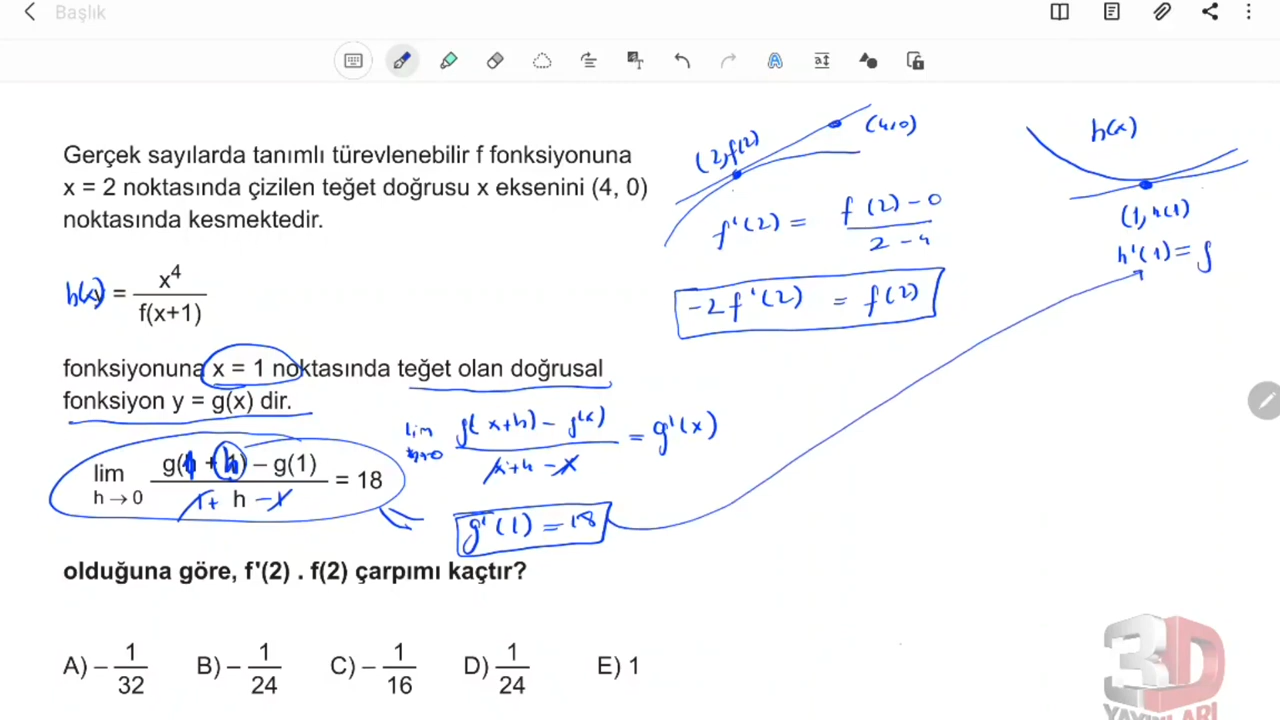 Başlık
Gerçek sayılarda tanımlı türevlenebilir f fonksiyonuna
x = 2 noktasında çizilen teğet doğrusu x eksenini (4, 0)
noktasında kesmektedir.
h(x) = x⁴ / f(x+1)
fonksiyonuna x = 1 noktasında teğet olan doğrusal
fonksiyon y = g(x) dir.
lim h → 0 g(1 + h) – g(1) / 1 + h – 1 = 18
olduğuna göre, f'(2) . f(2) çarpımı kaçtır?
A) – 1/32 B) – 1/24 C) – 1/16 D) 1/24 E) 1
(2, f(2)
(4,0)
f'(2) = f(2) - 0 / 2 - 4
-2f'(2) = f(2)
h(x)
(1, h(1)
h'(1) =
lim h→0 g(x+h) - g(x) / x+h - x = g'(x)
g'(1) = 18
3D
YAYINLARI